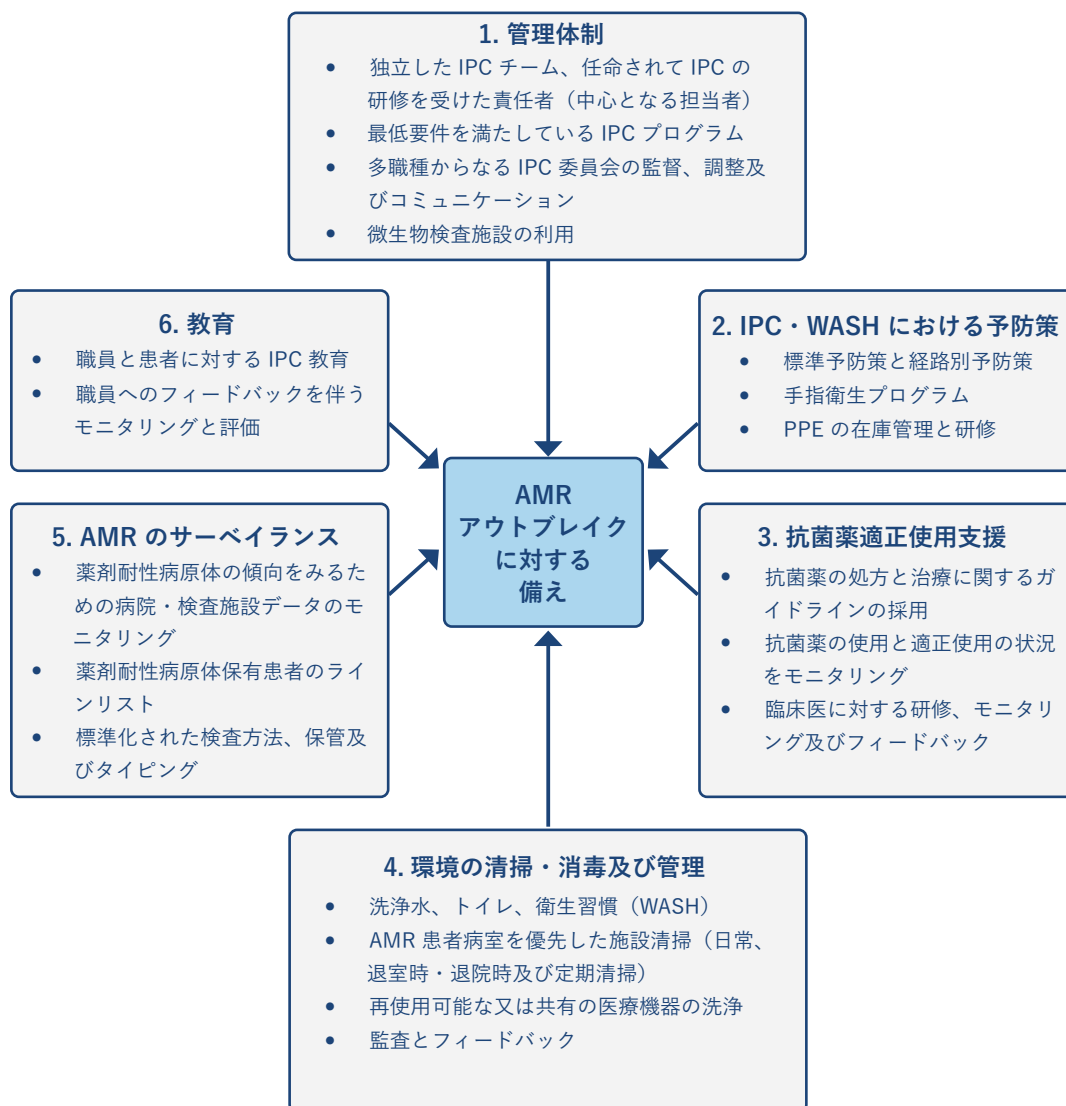 1. 管理体制
• 独立した IPC チーム、任命されて IPC の
研修を受けた責任者（中心となる担当者）
• 最低要件を満たしている IPC プログラム
• 多職種からなる IPC 委員会の監督、調整及
びコミュニケーション
• 微生物検査施設の利用
6. 教育
• 職員と患者に対する IPC 教育
• 職員へのフィードバックを伴う
モニタリングと評価
2. IPC・WASH における予防策
• 標準予防策と経路別予防策
• 手指衛生プログラム
• PPE の在庫管理と研修
AMR
アウトブレイク
に対する
備え
5. AMR のサーベイランス
• 薬剤耐性病原体の傾向をみるた
めの病院・検査施設データのモ
ニタリング
• 薬剤耐性病原体保有患者のライ
ンリスト
• 標準化された検査方法、保管及
びタイピング
3. 抗菌薬適正使用支援
• 抗菌薬の処方と治療に関するガ
イドラインの採用
• 抗菌薬の使用と適正使用の状況
をモニタリング
• 臨床医に対する研修、モニタリ
ング及びフィードバック
4. 環境の清掃・消毒及び管理
• 洗浄水、トイレ、衛生習慣（WASH）
• AMR 患者病室を優先した施設清掃（日常、
退室時・退院時及び定期清掃）
• 再使用可能な又は共有の医療機器の洗浄
• 監査とフィードバック